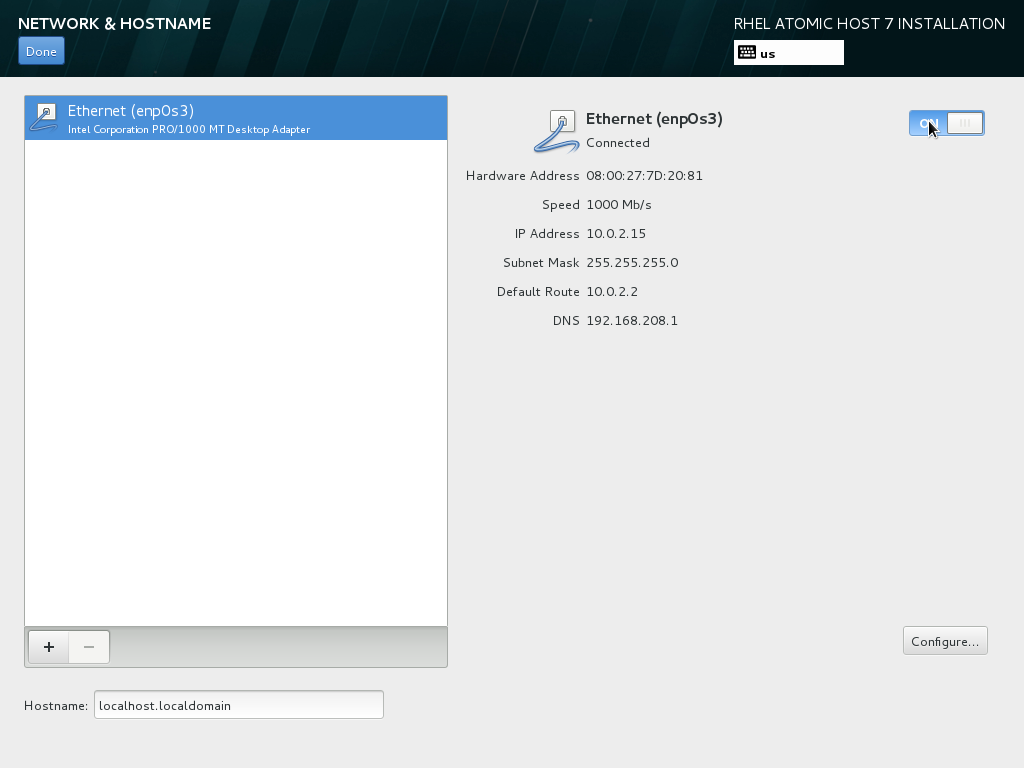 NETWORK & HOSTNAME
RHEL ATOMIC HOST 7 INSTALLATION
Done
us
Ethernet (enp0s3)
Intel Corporation PRO/1000 MT Desktop Adapter
Ethernet (enp0s3)
Connected
ON
Hardware Address 08:00:27:7D:20:81
Speed 1000 Mb/s
IP Address 10.0.2.15
Subnet Mask 255.255.255.0
Default Route 10.0.2.2
DNS 192.168.208.1
+ −
Configure...
Hostname: localhost.localdomain